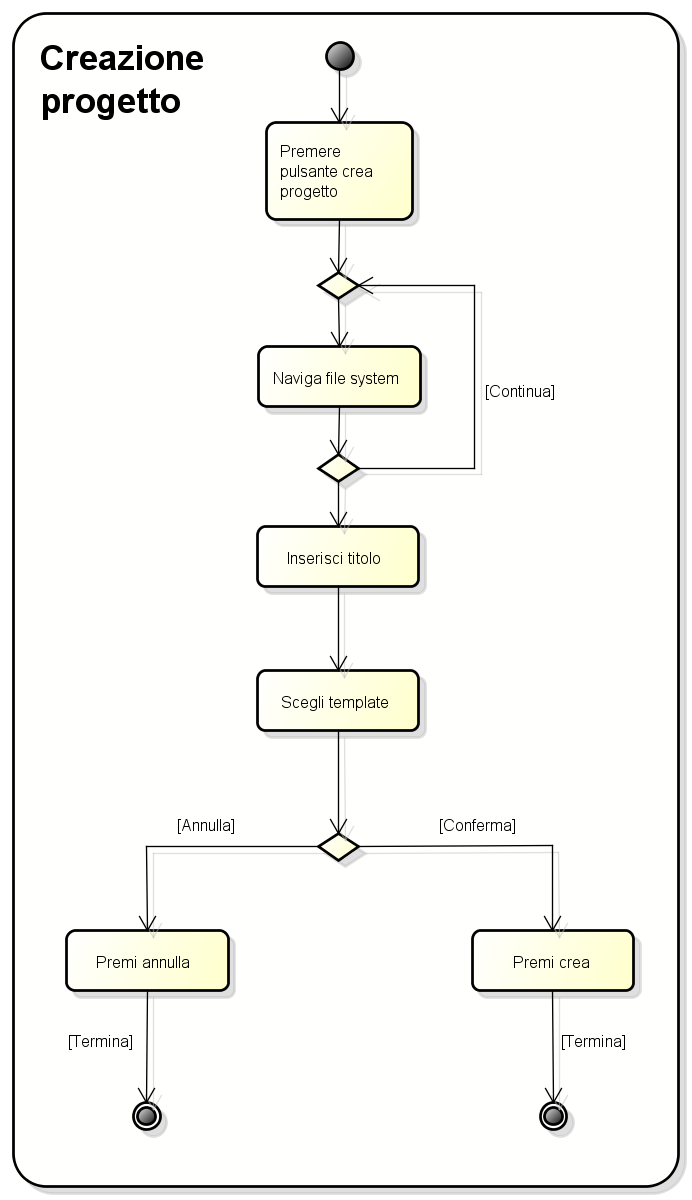 Creazione
progetto
Premere
pulsante crea
progetto
Naviga file system
[Continua]
Inserisci titolo
Scegli template
[Annulla]
[Conferma]
Premi annulla
Premi crea
[Termina]
[Termina]